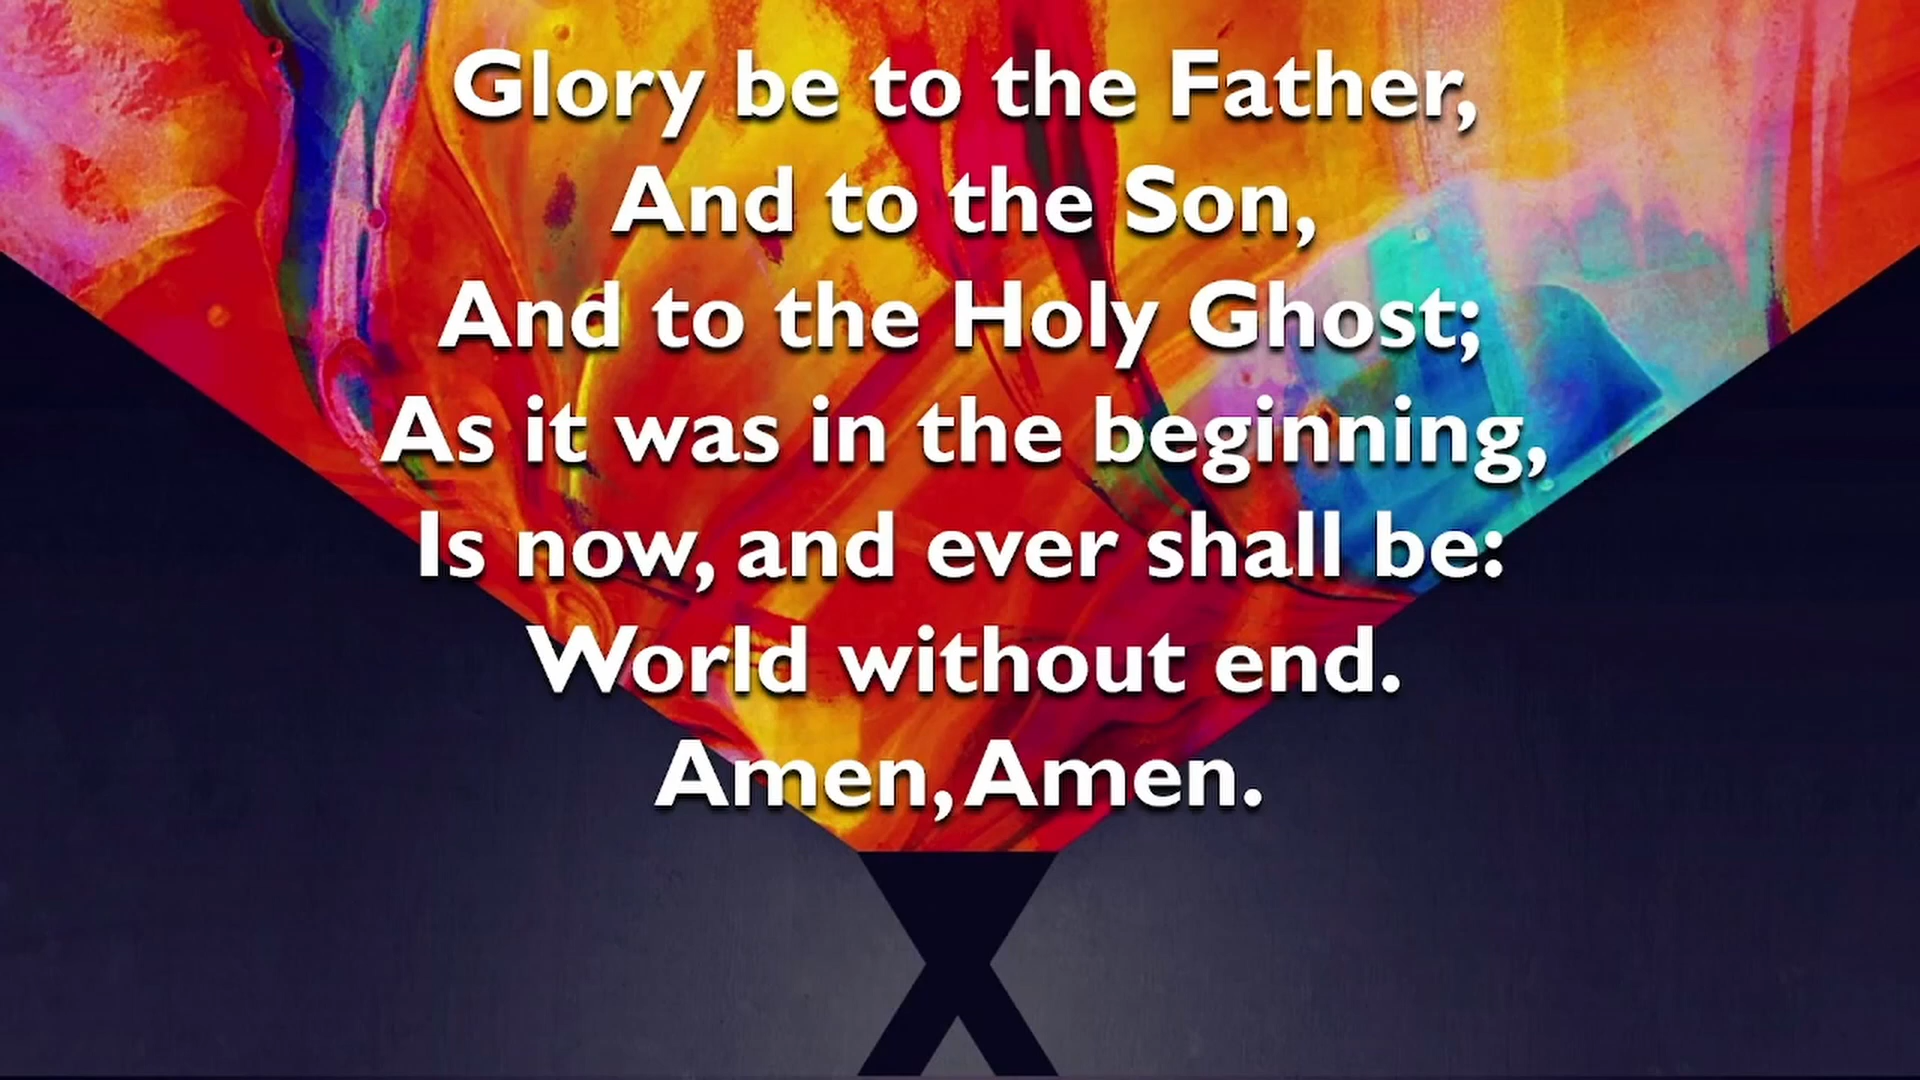 Glory be to the Father,
And to the Son,
And to the Holy Ghost;
As it was in the beginning,
Is now, and ever shall be:
World without end.
Amen, Amen.